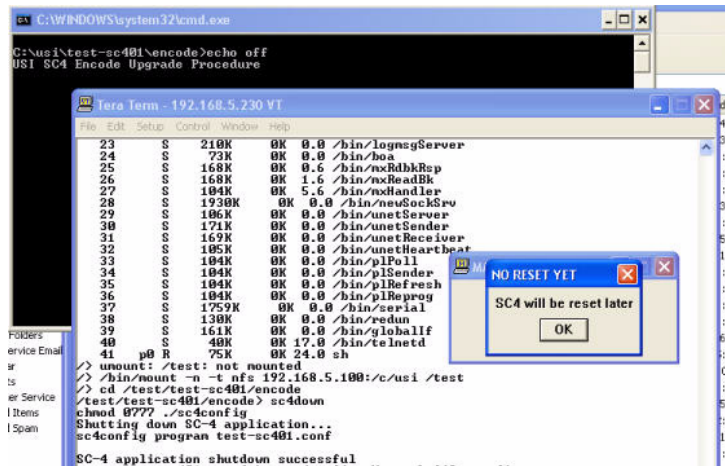 C:\WINDOWS\system32\cmd.exe
C:\usi\test-sc401\encode>echo off
USI SC4 Encode Upgrade Procedure
Tera Term - 192.168.5.230 VT
File Edit Setup Control Window Help
23 S 210K 0K 0.0 /bin/logmsgServer
24 S 73K 0K 0.0 /bin/boa
25 S 168K 0K 0.6 /bin/mxRdbkRsp
26 S 168K 0K 1.6 /bin/mxReadBk
27 S 104K 0K 5.6 /bin/mxHandler
28 S 1930K 0K 0.0 /bin/newSockSrv
29 S 106K 0K 0.0 /bin/unetServer
30 S 171K 0K 0.0 /bin/unetSender
31 S 169K 0K 0.0 /bin/unetReceiver
32 S 105K 0K 0.0 /bin/unetHeartbeat
33 S 104K 0K 0.0 /bin/plPoll
34 S 104K 0K 0.0 /bin/plSender
35 S 104K 0K 0.0 /bin/plRefresh
36 S 104K 0K 0.0 /bin/plReprog
37 S 1759K 0K 0.0 /bin/serial
38 S 130K 0K 0.0 /bin/redun
39 S 161K 0K 0.0 /bin/globalIf
40 S 40K 0K 17.0 /bin/telnetd
41 p0 R 75K 0K 24.0 sh
/> umount: /test: not mounted
/> /bin/mount -n -t nfs 192.168.5.100:/c/usi /test
/> cd /test/test-sc401/encode
/test/test-sc401/encode> sc4down
chmod 0777 ./sc4config
Shutting down SC-4 application...
sc4config program test-sc401.conf
SC-4 application shutdown successful
NO RESET YET
SC4 will be reset later
OK
Folders
ervice Email
er Service
l Items
l Spam